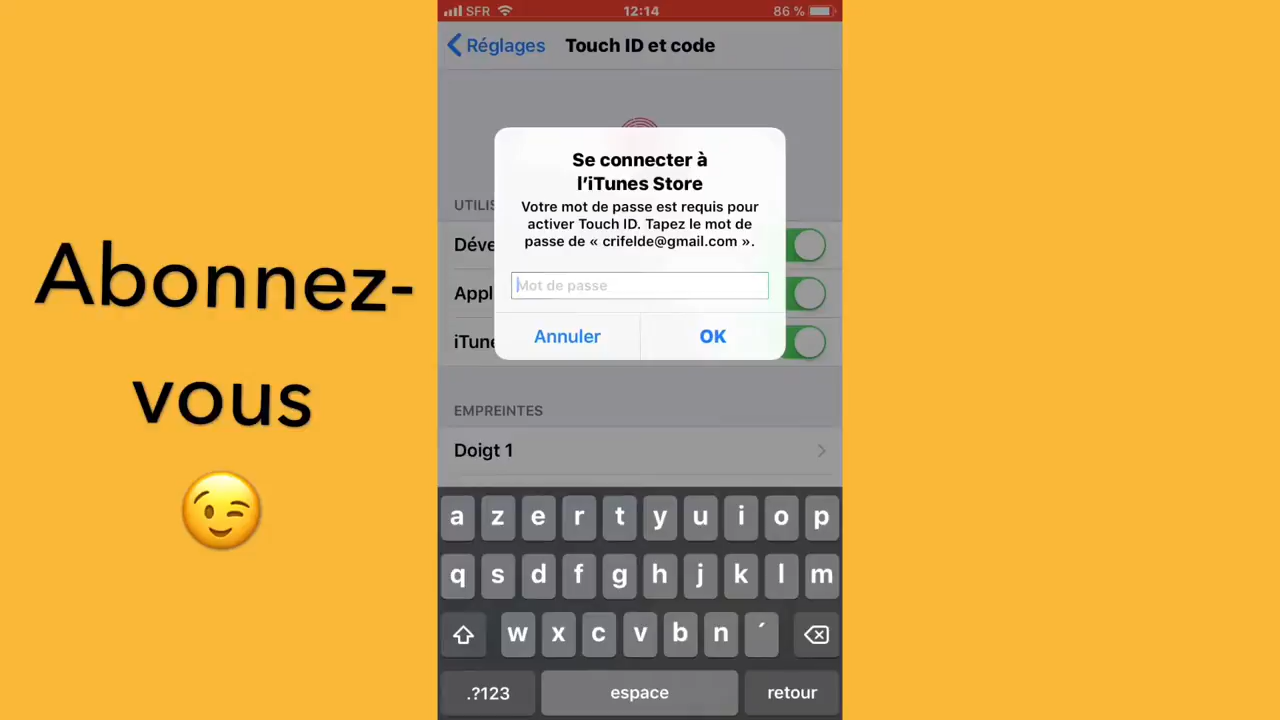 SFR 12:14 86 %
Réglages Touch ID et code
Se connecter à
l’iTunes Store
Votre mot de passe est requis pour
activer Touch ID. Tapez le mot de
passe de « crifelde@gmail.com ».
Mot de passe
Annuler OK
UTILIS
Déve
Appl
iTune
EMPREINTES
Doigt 1
a z e r t y u i o p
q s d f g h j k l m
w x c v b n ´
.?123 espace retour
Abonnez-
vous